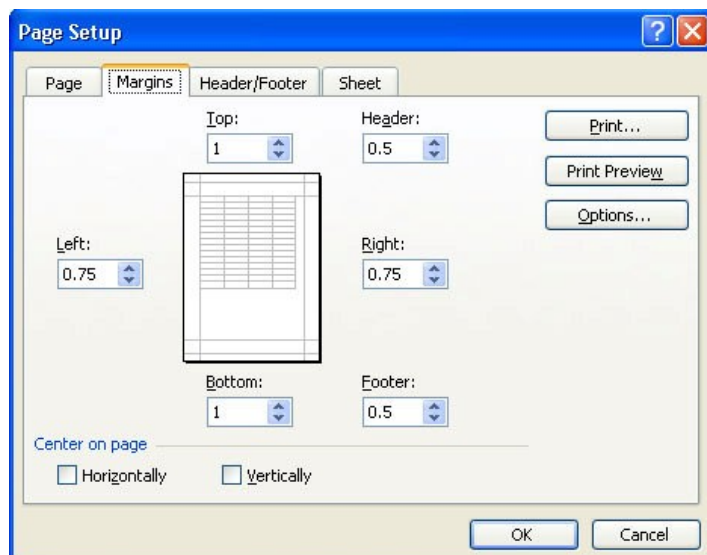 Page Setup
Page Margins Header/Footer Sheet
Top: Header:
1 0.5
Print...
Print Preview
Options...
Left: Right:
0.75 0.75
Bottom: Footer:
1 0.5
Center on page
Horizontally Vertically
OK Cancel